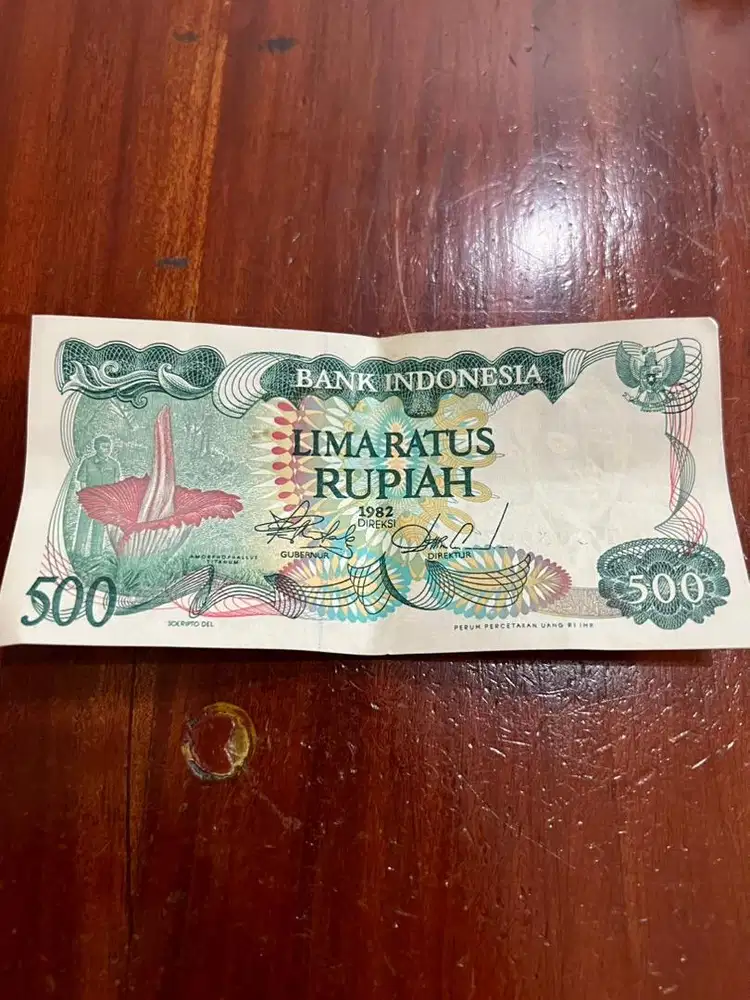 BANK INDONESIA
LIMA RATUS
RUPIAH
1982
DIREKSI
GUBERNUR
DIREKTUR
AMORPHOPHALLUS
TITANUM
500
500
SOERIPTO DEL.
PERUM PERCETAKAN UANG RI IMP.